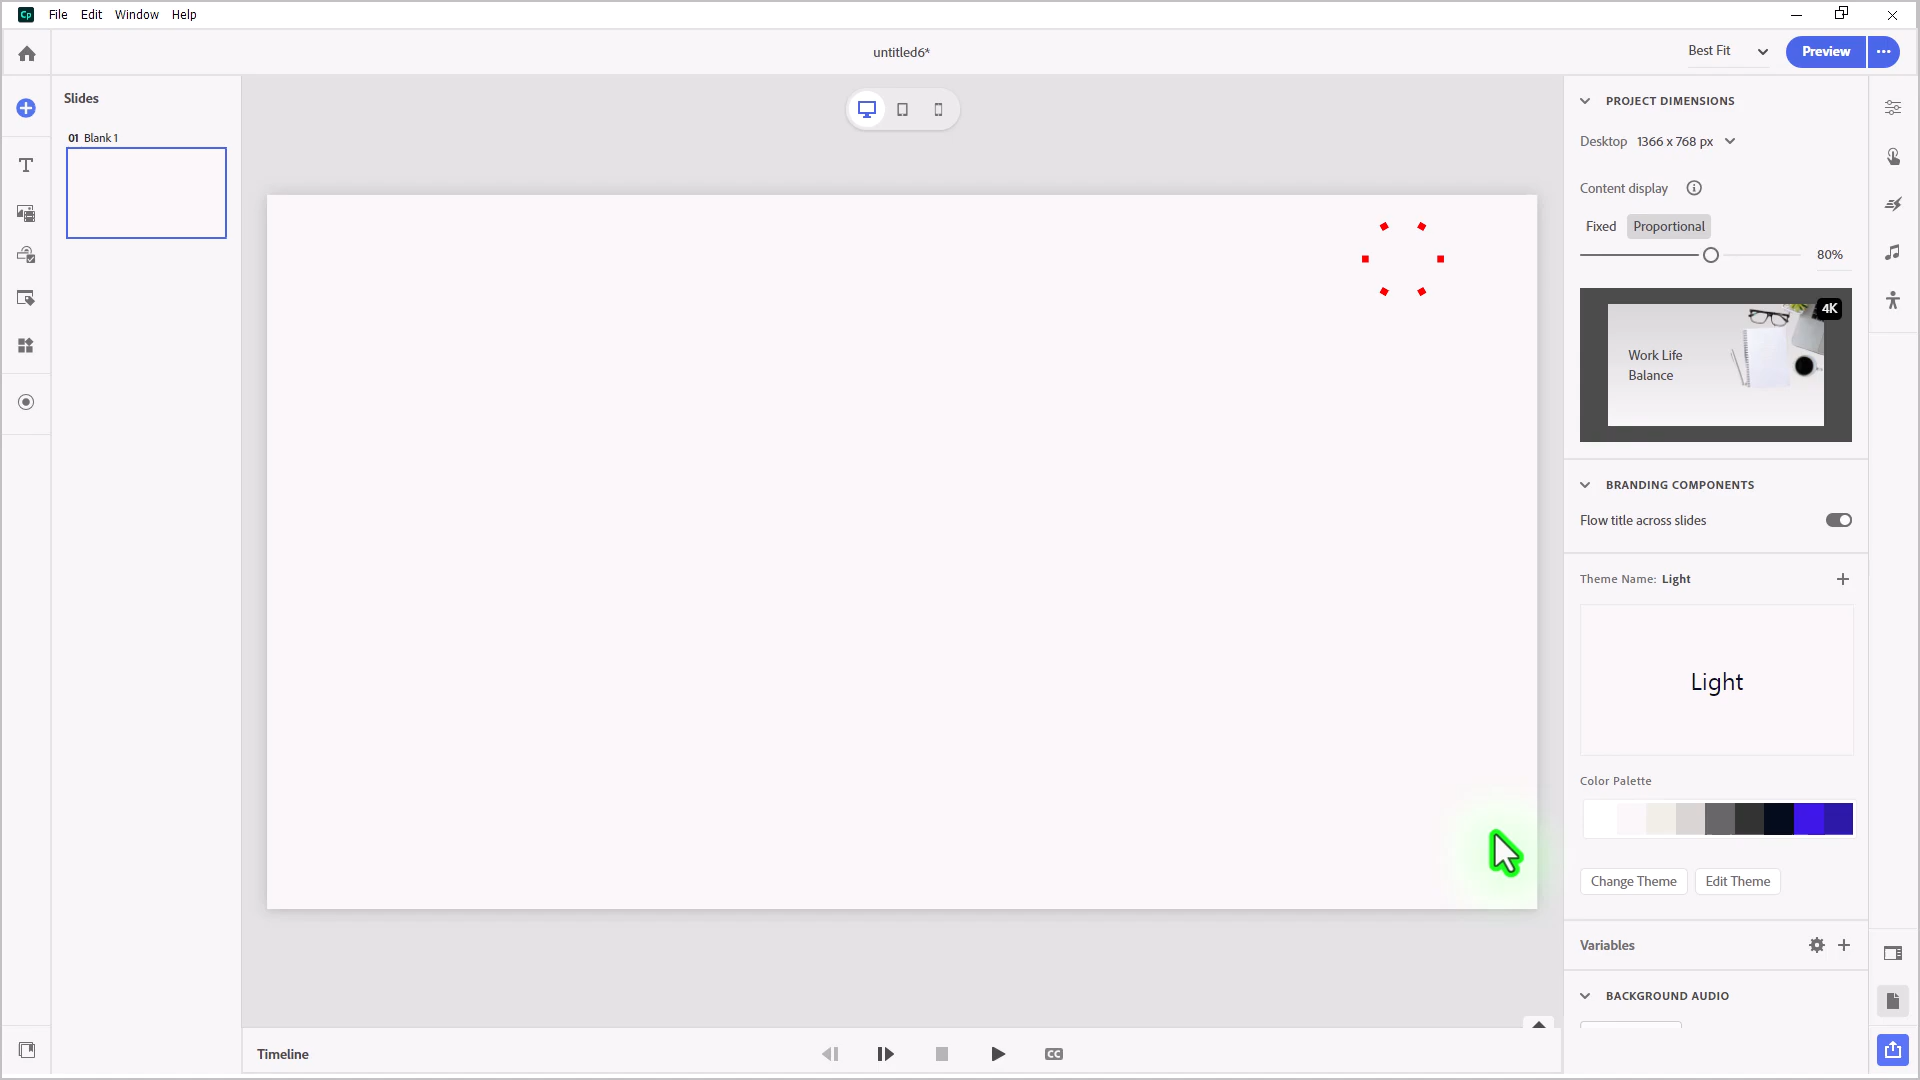 Cp File Edit Window Help
untitled6*
Best Fit
Preview
Slides
01 Blank 1
PROJECT DIMENSIONS
Desktop 1366 x 768 px
Content display
Fixed Proportional
80%
4K
Work Life
Balance
BRANDING COMPONENTS
Flow title across slides
Theme Name: Light
Light
Color Palette
Change Theme Edit Theme
Variables
BACKGROUND AUDIO
Timeline
CC